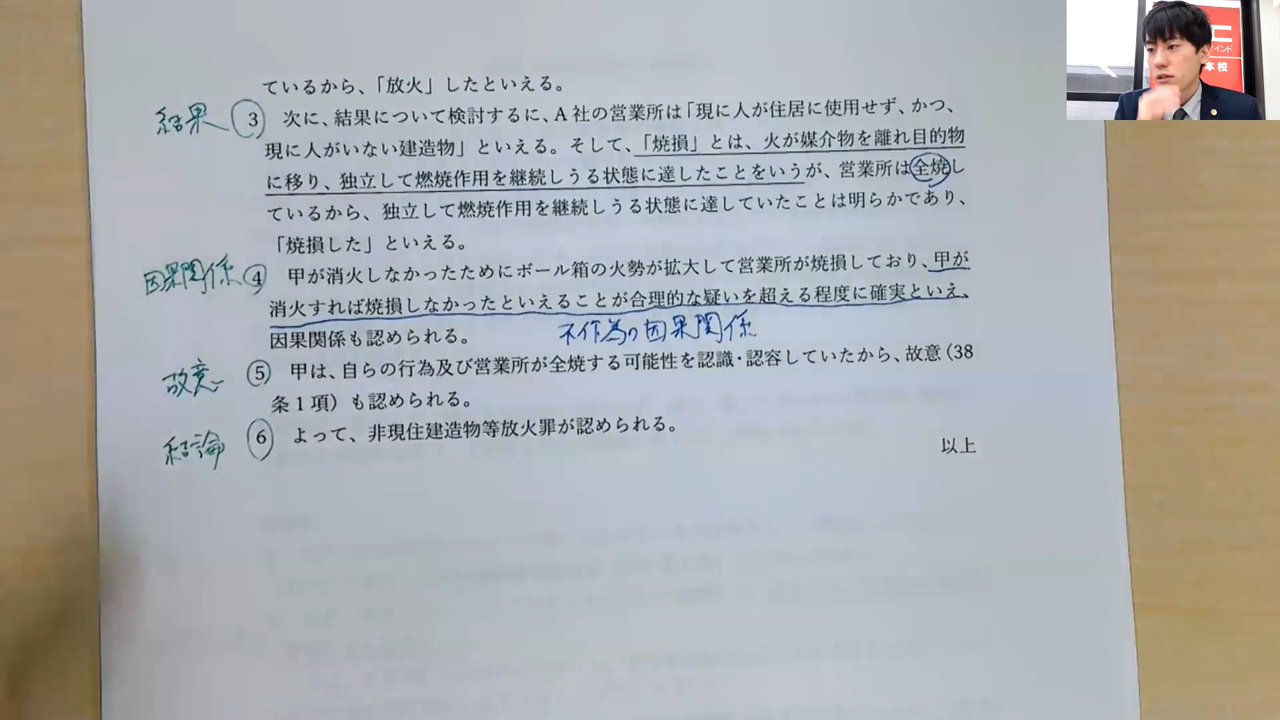 ているから、「放火」したといえる。
結果 ③ 次に、結果について検討するに、A社の営業所は「現に人が住居に使用せず、かつ、
現に人がいない建造物」といえる。そして、「焼損」とは、火が媒介物を離れ目的物
に移り、独立して燃焼作用を継続しうる状態に達したことをいうが、営業所は全焼し
ているから、独立して燃焼作用を継続しうる状態に達していたことは明らかであり、
「焼損した」といえる。
因果関係 ④ 甲が消火しなかったためにボール箱の火勢が拡大して営業所が焼損しており、甲が
消火すれば焼損しなかったといえることが合理的な疑いを超える程度に確実といえ、
因果関係も認められる。 不作為の因果関係
故意 ⑤ 甲は、自らの行為及び営業所が全焼する可能性を認識・認容していたから、故意(38
条1項)も認められる。
結論 ⑥ よって、非現住建造物等放火罪が認められる。
以上
本校